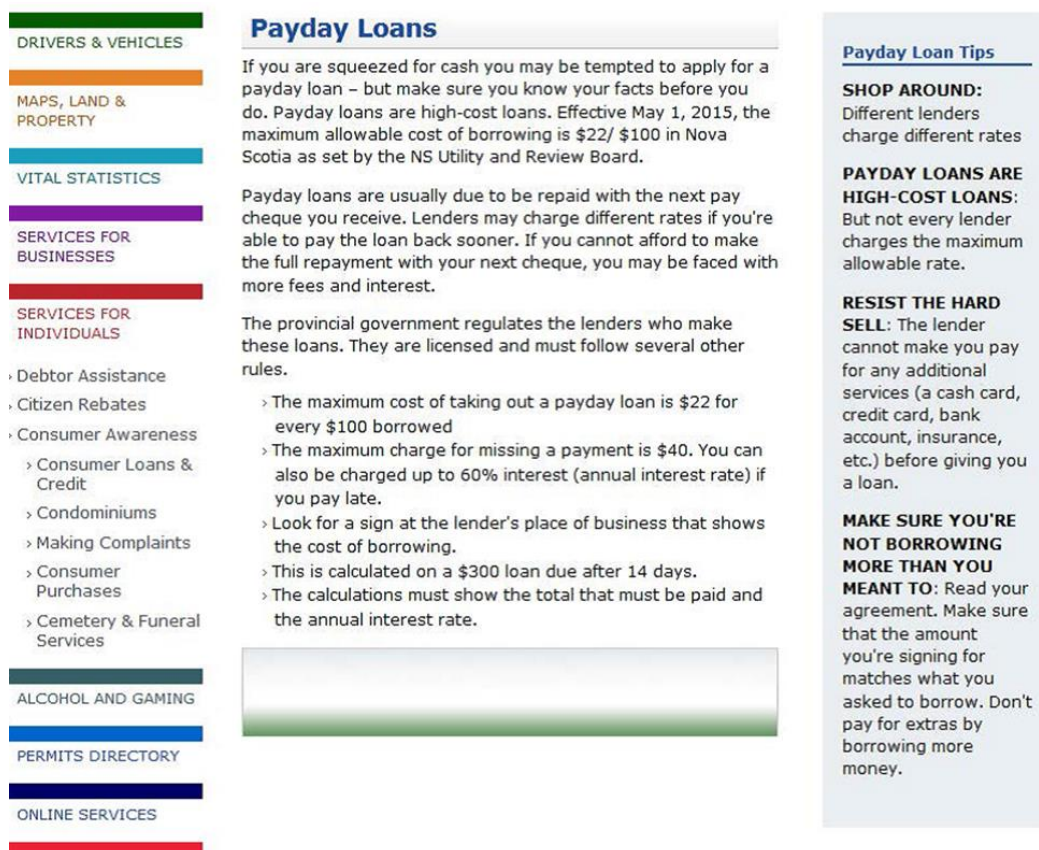 DRIVERS & VEHICLES
MAPS, LAND &
PROPERTY
VITAL STATISTICS
SERVICES FOR
BUSINESSES
SERVICES FOR
INDIVIDUALS
› Debtor Assistance
› Citizen Rebates
› Consumer Awareness
› Consumer Loans &
Credit
› Condominiums
› Making Complaints
› Consumer
Purchases
› Cemetery & Funeral
Services
ALCOHOL AND GAMING
PERMITS DIRECTORY
ONLINE SERVICES
Payday Loans
If you are squeezed for cash you may be tempted to apply for a
payday loan – but make sure you know your facts before you
do. Payday loans are high-cost loans. Effective May 1, 2015, the
maximum allowable cost of borrowing is $22/ $100 in Nova
Scotia as set by the NS Utility and Review Board.
Payday loans are usually due to be repaid with the next pay
cheque you receive. Lenders may charge different rates if you're
able to pay the loan back sooner. If you cannot afford to make
the full repayment with your next cheque, you may be faced with
more fees and interest.
The provincial government regulates the lenders who make
these loans. They are licensed and must follow several other
rules.
› The maximum cost of taking out a payday loan is $22 for
every $100 borrowed
› The maximum charge for missing a payment is $40. You can
also be charged up to 60% interest (annual interest rate) if
you pay late.
› Look for a sign at the lender's place of business that shows
the cost of borrowing.
› This is calculated on a $300 loan due after 14 days.
› The calculations must show the total that must be paid and
the annual interest rate.
Payday Loan Tips
SHOP AROUND:
Different lenders
charge different rates
PAYDAY LOANS ARE
HIGH-COST LOANS:
But not every lender
charges the maximum
allowable rate.
RESIST THE HARD
SELL: The lender
cannot make you pay
for any additional
services (a cash card,
credit card, bank
account, insurance,
etc.) before giving you
a loan.
MAKE SURE YOU'RE
NOT BORROWING
MORE THAN YOU
MEANT TO: Read your
agreement. Make sure
that the amount
you're signing for
matches what you
asked to borrow. Don't
pay for extras by
borrowing more
money.